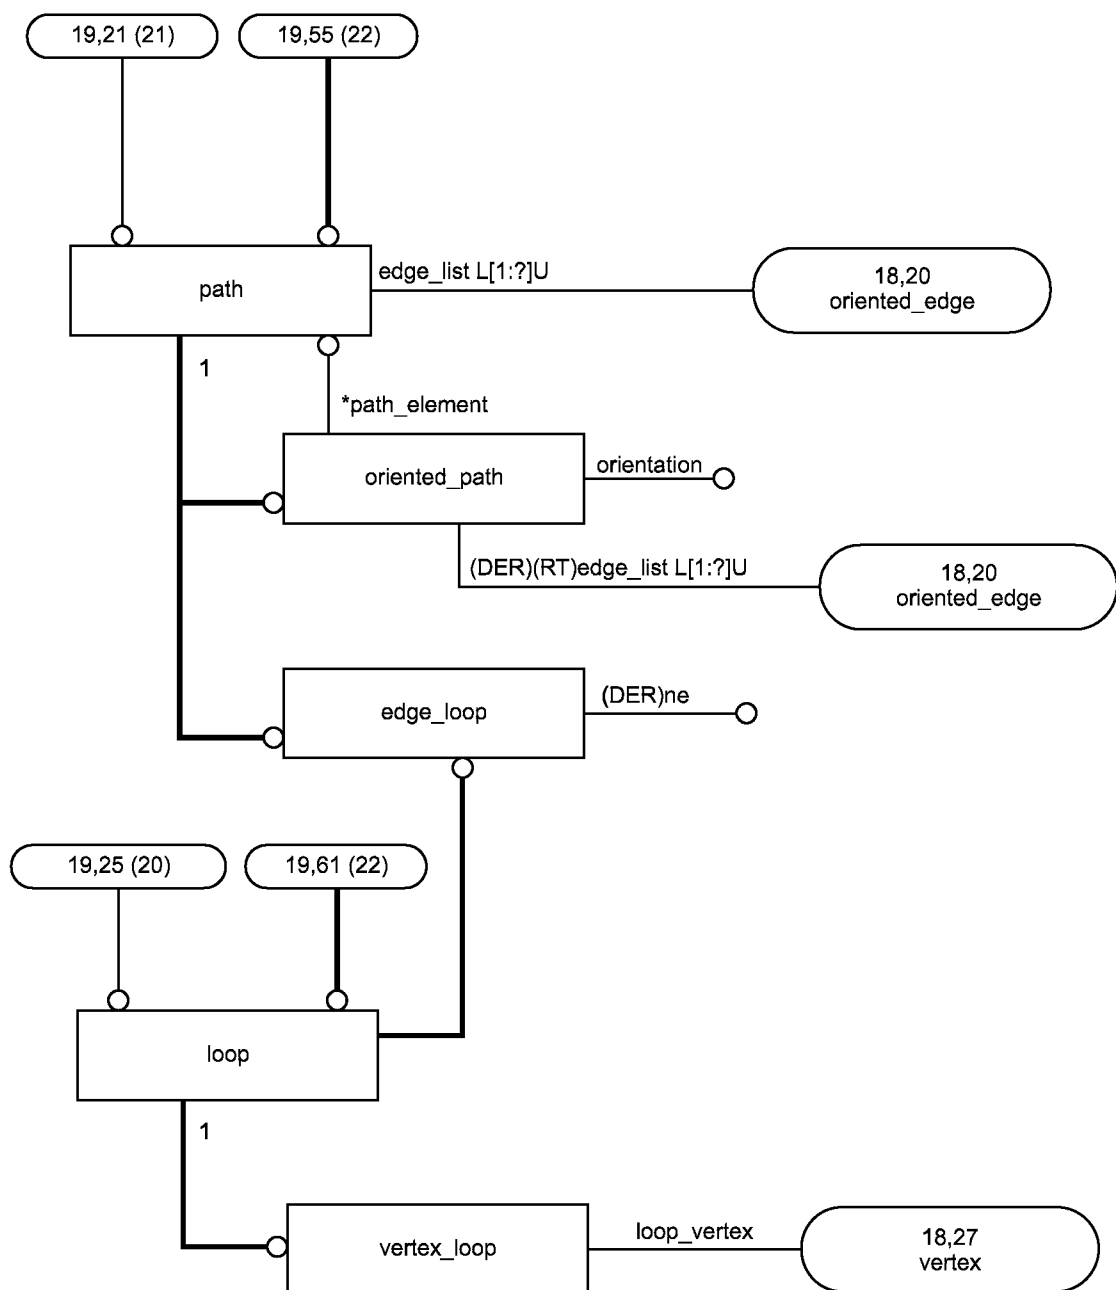 19,21 (21)
19,55 (22)
path
edge_list L[1:?]U
18,20
oriented_edge
1
*path_element
oriented_path
orientation
(DER)(RT)edge_list L[1:?]U
18,20
oriented_edge
edge_loop
(DER)ne
19,25 (20)
19,61 (22)
loop
1
vertex_loop
loop_vertex
18,27
vertex